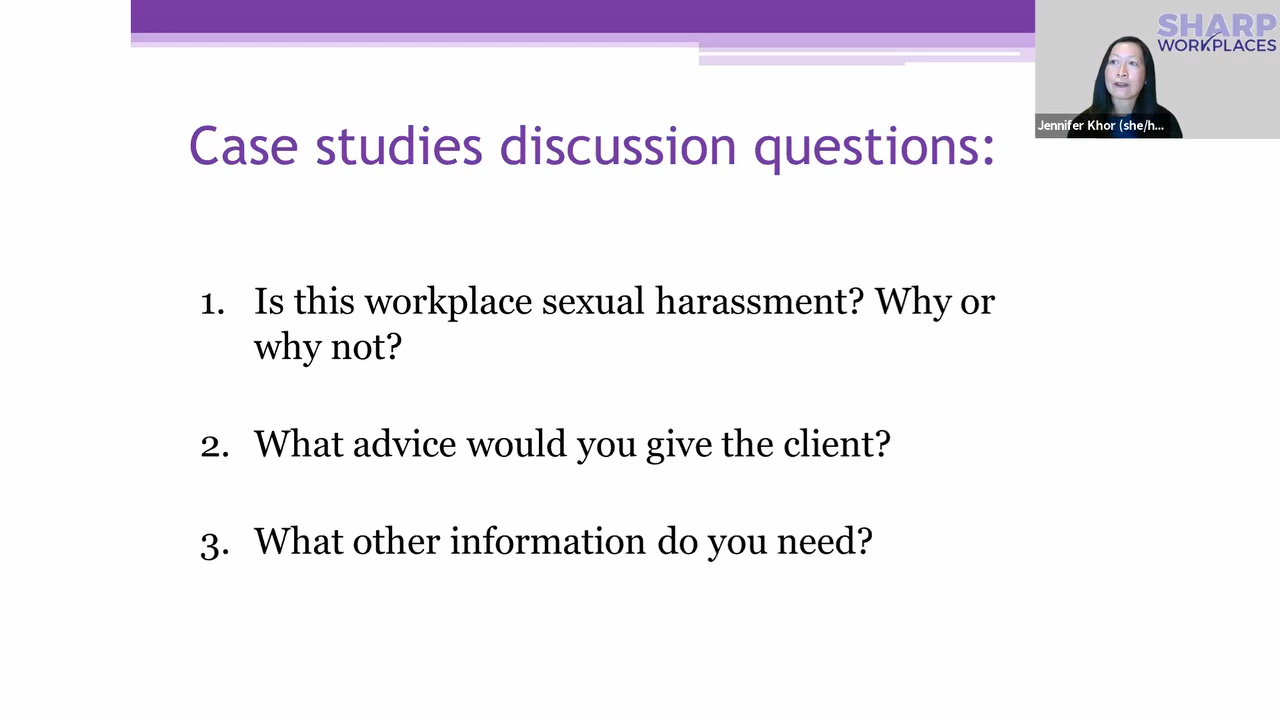 SHARP
WORKPLACES
Jennifer Khor (she/h...
Case studies discussion questions:
1. Is this workplace sexual harassment? Why or
why not?
2. What advice would you give the client?
3. What other information do you need?